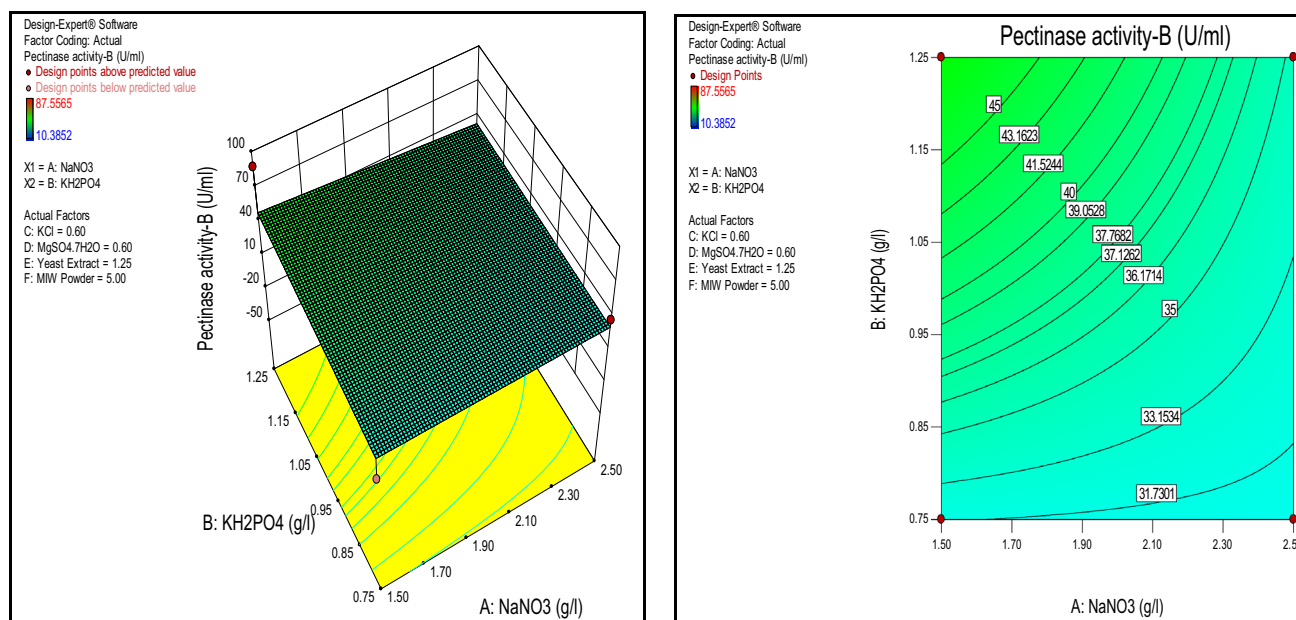 Design-Expert® Software
Factor Coding: Actual
Pectinase activity-B (U/ml)
Design points above predicted value
Design points below predicted value
87.5565
10.3852
X1 = A: NaNO3
X2 = B: KH2PO4
Actual Factors
C: KCl = 0.60
D: MgSO4.7H2O = 0.60
E: Yeast Extract = 1.25
F: MIW Powder = 5.00
Pectinase activity-B (U/ml)
100
70
40
10
-20
-50
1.25
1.15
1.05
0.95
0.85
0.75
B: KH2PO4 (g/l)
1.50
1.70
1.90
2.10
2.30
2.50
A: NaNO3 (g/l)
Design-Expert® Software
Factor Coding: Actual
Pectinase activity-B (U/ml)
Design Points
87.5565
10.3852
X1 = A: NaNO3
X2 = B: KH2PO4
Actual Factors
C: KCl = 0.60
D: MgSO4.7H2O = 0.60
E: Yeast Extract = 1.25
F: MIW Powder = 5.00
Pectinase activity-B (U/ml)
B: KH2PO4 (g/l)
1.25
1.15
1.05
0.95
0.85
0.75
45
43.1623
41.5244
40
39.0528
37.7682
37.1262
36.1714
35
33.1534
31.7301
1.50
1.70
1.90
2.10
2.30
2.5
A: NaNO3 (g/l)